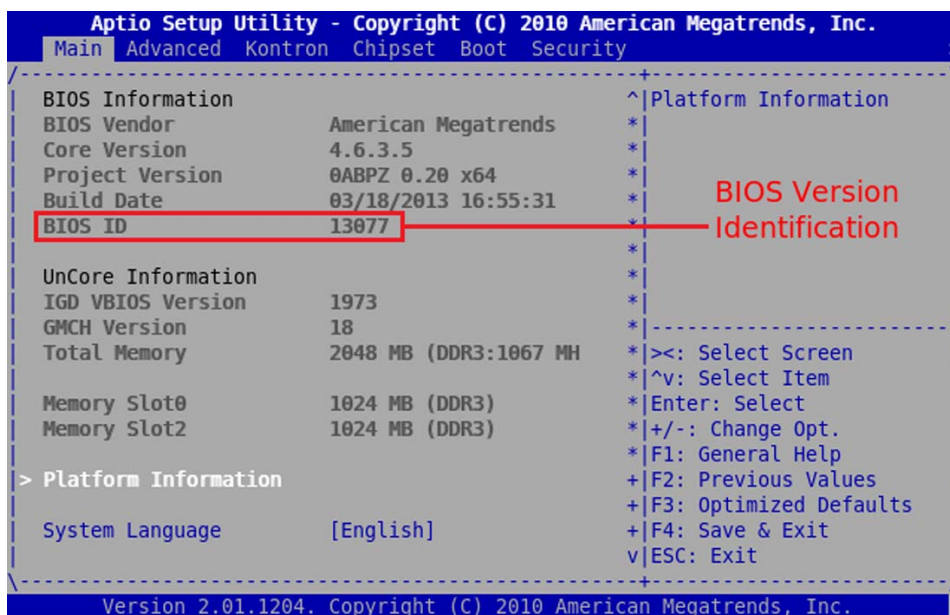 Aptio Setup Utility - Copyright (C) 2010 American Megatrends, Inc.
Main Advanced Kontron Chipset Boot Security
/-------------------------------------------------+-------------------------
BIOS Information ^|Platform Information
BIOS Vendor American Megatrends *|
Core Version 4.6.3.5 *|
Project Version 0ABPZ 0.20 x64 *|
Build Date 03/18/2013 16:55:31 *|
BIOS Version
BIOS ID 13077 *|
Identification
*|
UnCore Information *|
IGD VBIOS Version 1973 *|
GMCH Version 18 *|-------------------------
Total Memory 2048 MB (DDR3:1067 MH *|><: Select Screen
*|^v: Select Item
Memory Slot0 1024 MB (DDR3) *|Enter: Select
Memory Slot2 1024 MB (DDR3) *|+/-: Change Opt.
*|F1: General Help
> Platform Information +|F2: Previous Values
+|F3: Optimized Defaults
System Language [English] +|F4: Save & Exit
v|ESC: Exit
\-------------------------------------------------+-------------------------
Version 2.01.1204. Copyright (C) 2010 American Megatrends, Inc.